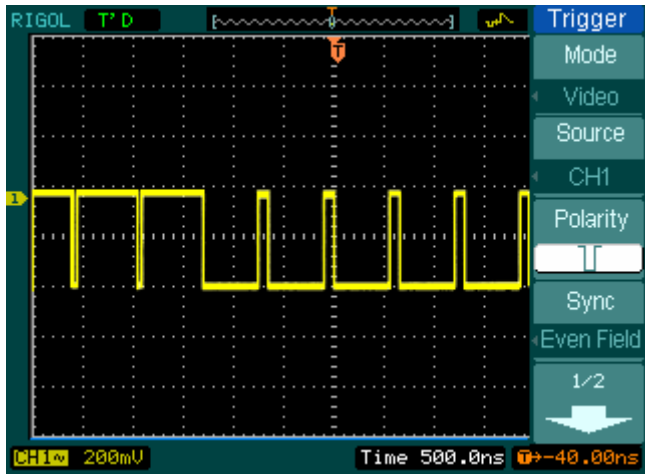 RIGOL T'D Trigger
T
Mode
Video
Source
CH1
1
Polarity
Sync
Even Field
1/2
CH1~ 200mV Time 500.0ns T→-40.00ns